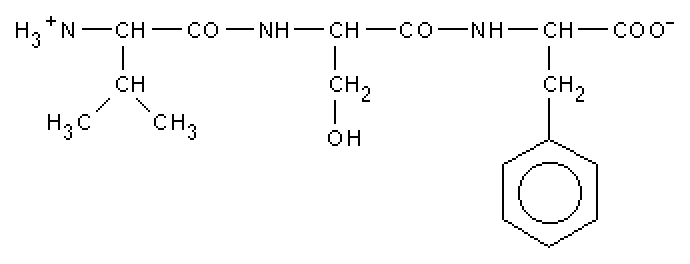 H₃⁺N — CH — CO — NH — CH — CO — NH — CH — COO⁻
CH CH₂ CH₂
H₃C CH₃
OH